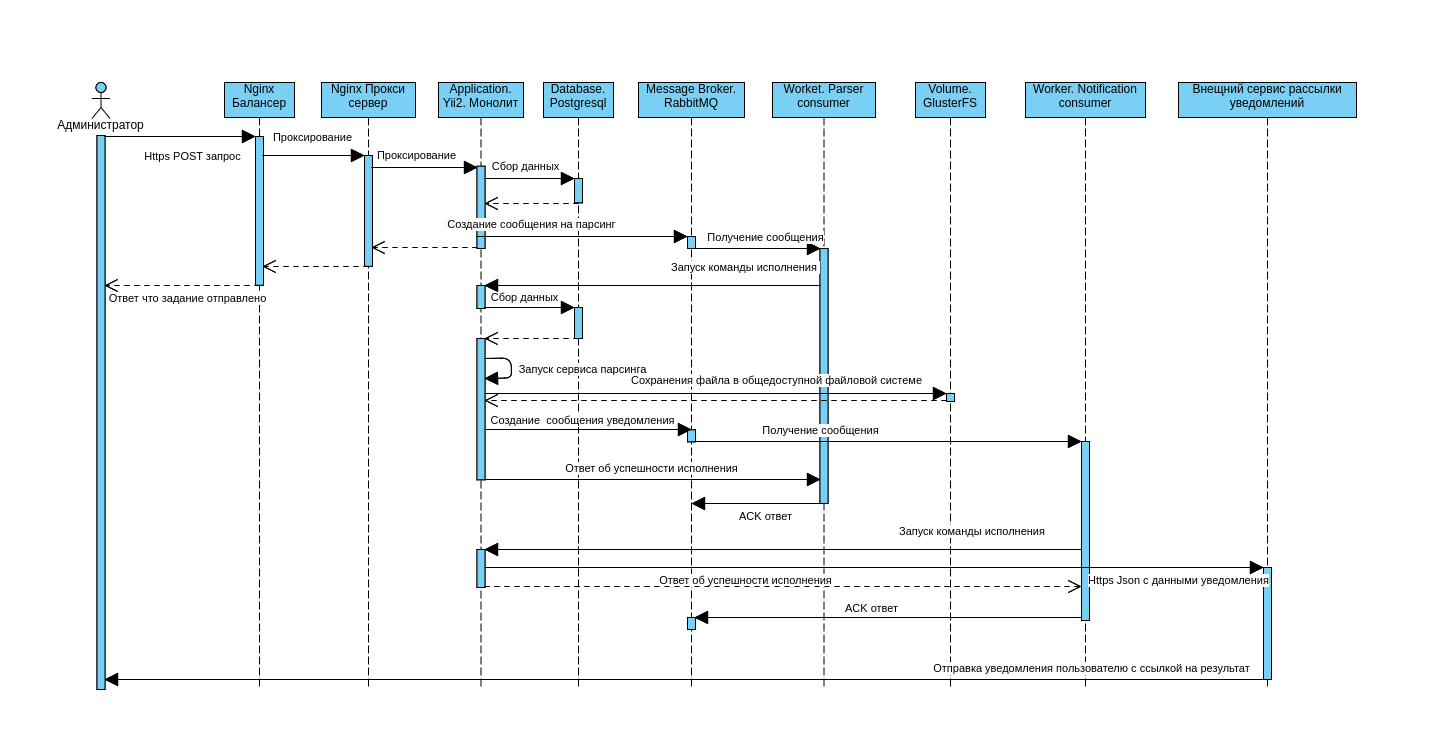 Администратор
Nginx
Балансер
Nginx Прокси
сервер
Application.
Yii2. Монолит
Database.
Postgresql
Message Broker.
RabbitMQ
Worket. Parser
consumer
Volume.
GlusterFS
Worker. Notification
consumer
Внешний сервис рассылки
уведомлений
Проксирование
Https POST запрос
Проксирование
Сбор данных
Создание сообщения на парсинг
Получение сообщения
Запуск команды исполнения
Ответ что задание отправлено
Сбор данных
Запуск сервиса парсинга
Сохранения файла в общедоступной файловой системе
Создание  сообщения уведомления
Получение сообщения
Ответ об успешности исполнения
ACK ответ
Запуск команды исполнения
Ответ об успешности исполнения
Https Json с данными уведомления
ACK ответ
Отправка уведомления пользователю с ссылкой на результат